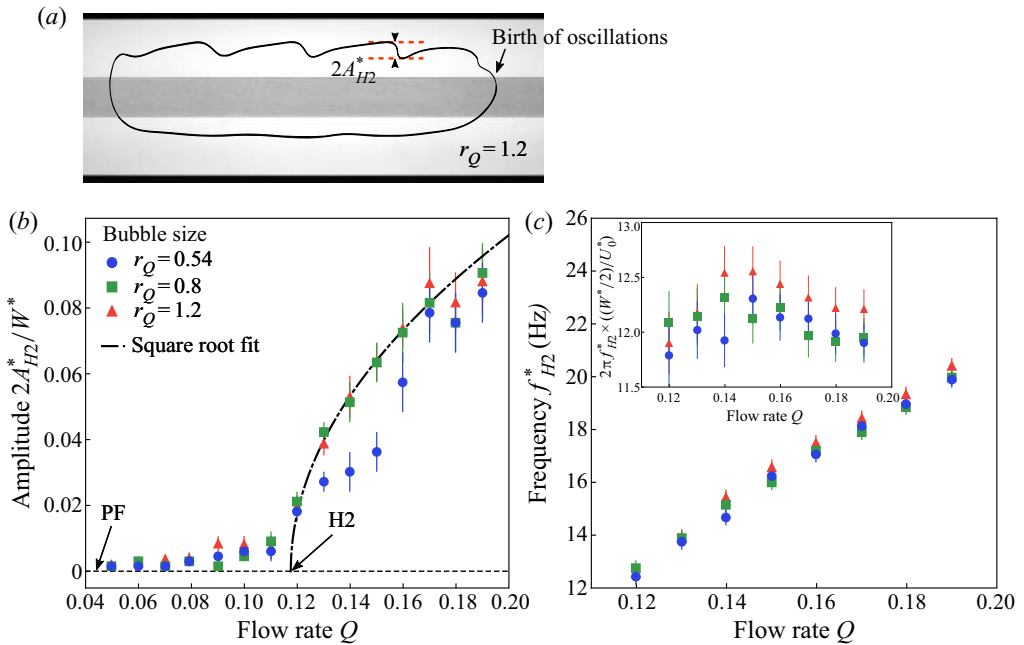 (a)
Birth of oscillations
2A*H2
rQ = 1.2
(b)
Amplitude 2A*H2/W*
0.10
0.08
0.06
0.04
0.02
0
Bubble size
rQ = 0.54
rQ = 0.8
rQ = 1.2
Square root fit
PF
H2
0.04 0.06 0.08 0.10 0.12 0.14 0.16 0.18 0.20
Flow rate Q
(c)
Frequency f*H2 (Hz)
26
24
22
20
18
16
14
12
2πf*H2 × ((W*/2)/U*0)
13.0
12.5
12.0
11.5
0.12 0.14 0.16 0.18 0.20
Flow rate Q
0.12 0.14 0.16 0.18 0.20
Flow rate Q